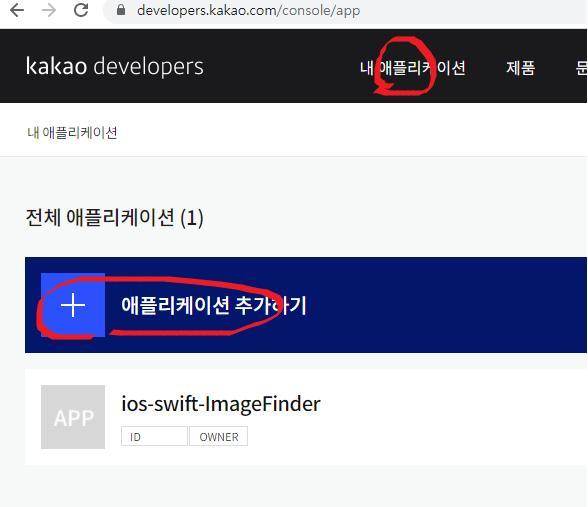 developers.kakao.com/console/app
kakao developers 내 애플리케이션 제품
내 애플리케이션
전체 애플리케이션 (1)
애플리케이션 추가하기
APP ios-swift-ImageFinder
ID OWNER